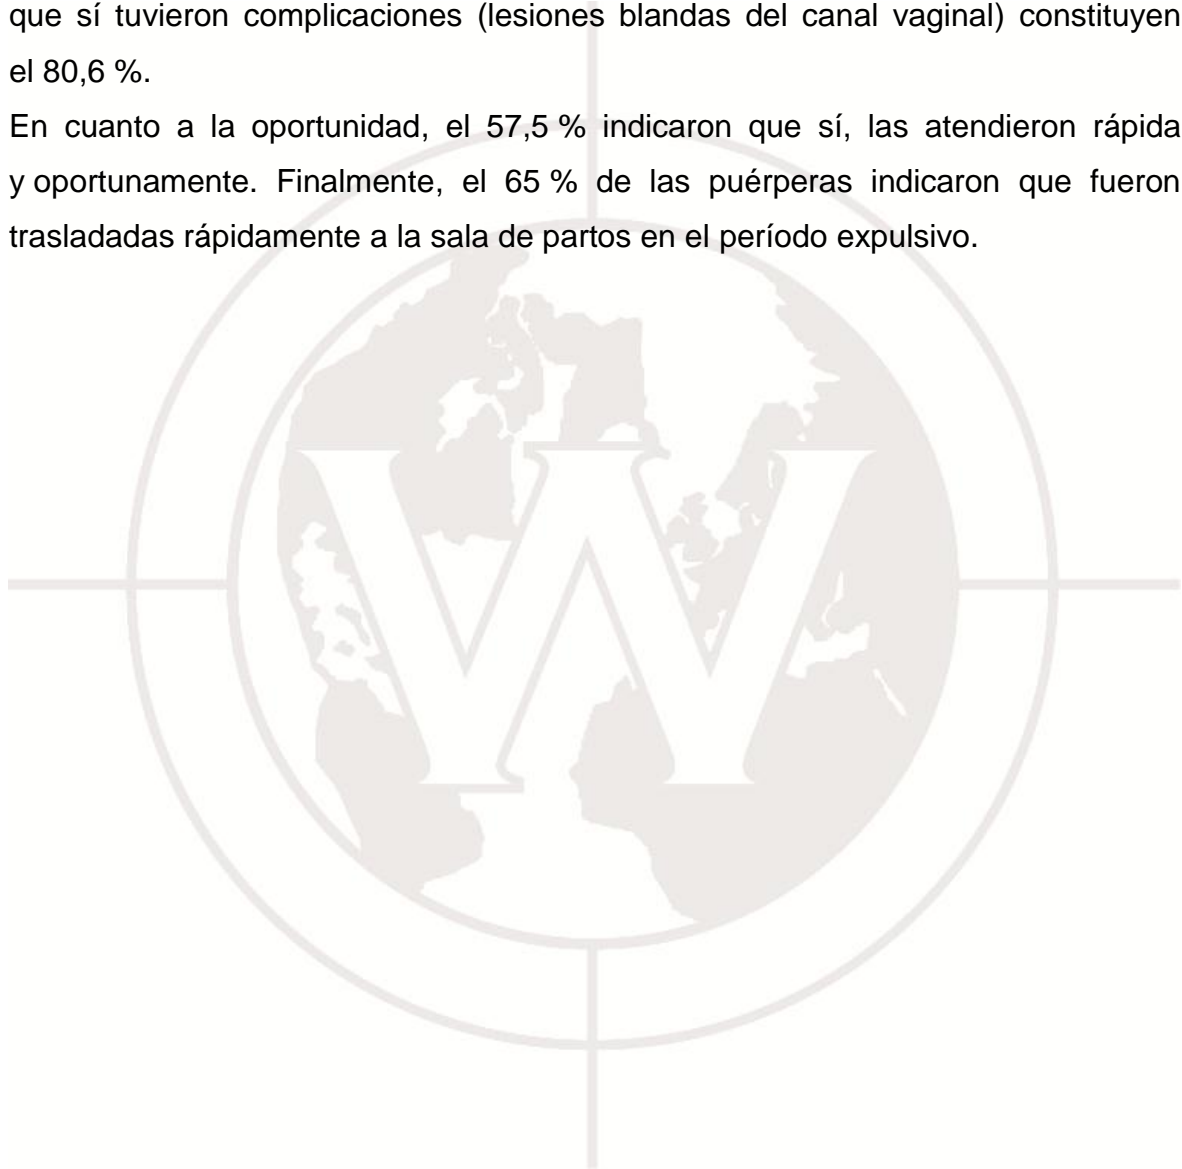 que sí tuvieron complicaciones (lesiones blandas del canal vaginal) constituyen
el 80,6 %.
En cuanto a la oportunidad, el 57,5 % indicaron que sí, las atendieron rápida
y oportunamente. Finalmente, el 65 % de las puérperas indicaron que fueron
trasladadas rápidamente a la sala de partos en el período expulsivo.
W